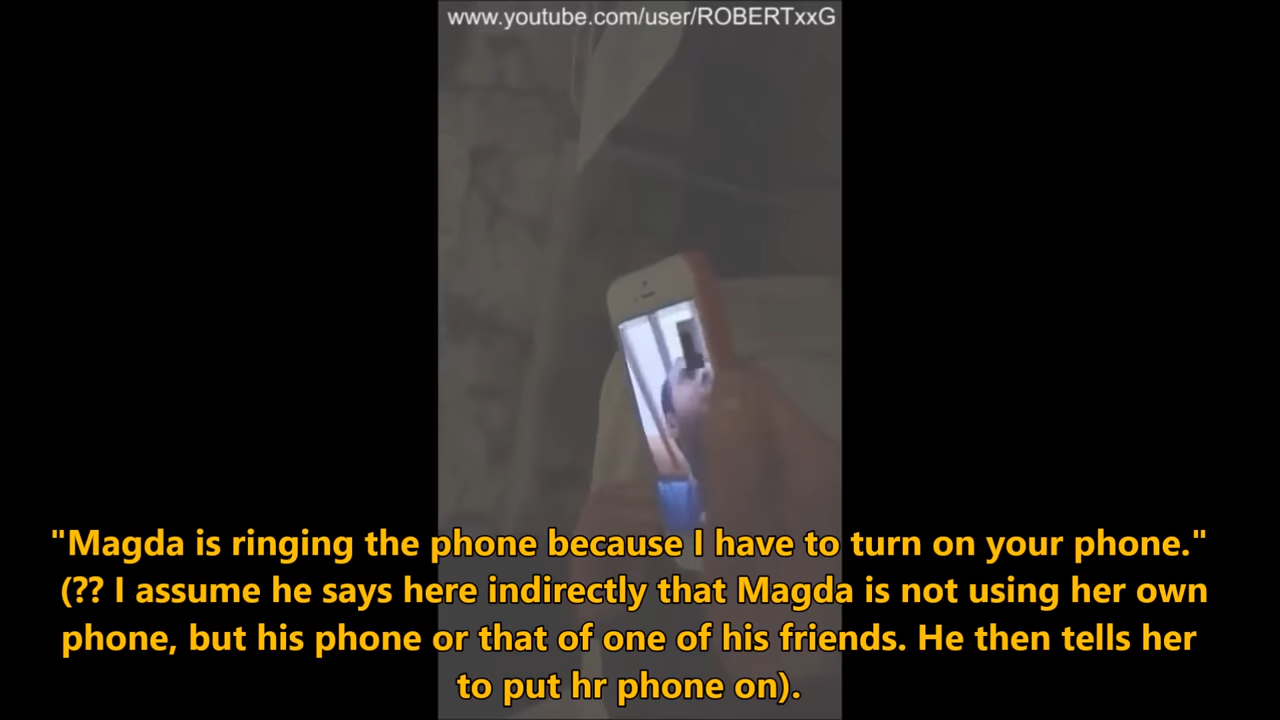 www.youtube.com/user/ROBERTxxG
"Magda is ringing the phone because I have to turn on your phone."
(?? I assume he says here indirectly that Magda is not using her own
phone, but his phone or that of one of his friends. He then tells her
to put hr phone on).